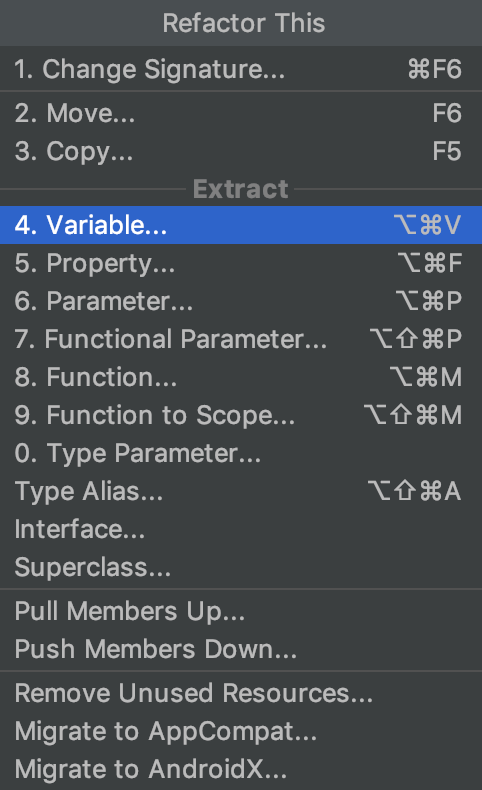 Refactor This
1. Change Signature... ⌘F6
2. Move... F6
3. Copy... F5
Extract
4. Variable... ⌥⌘V
5. Property... ⌥⌘F
6. Parameter... ⌥⌘P
7. Functional Parameter... ⌥⇧⌘P
8. Function... ⌥⌘M
9. Function to Scope... ⌥⇧⌘M
0. Type Parameter...
Type Alias... ⌥⇧⌘A
Interface...
Superclass...
Pull Members Up...
Push Members Down...
Remove Unused Resources...
Migrate to AppCompat...
Migrate to AndroidX...